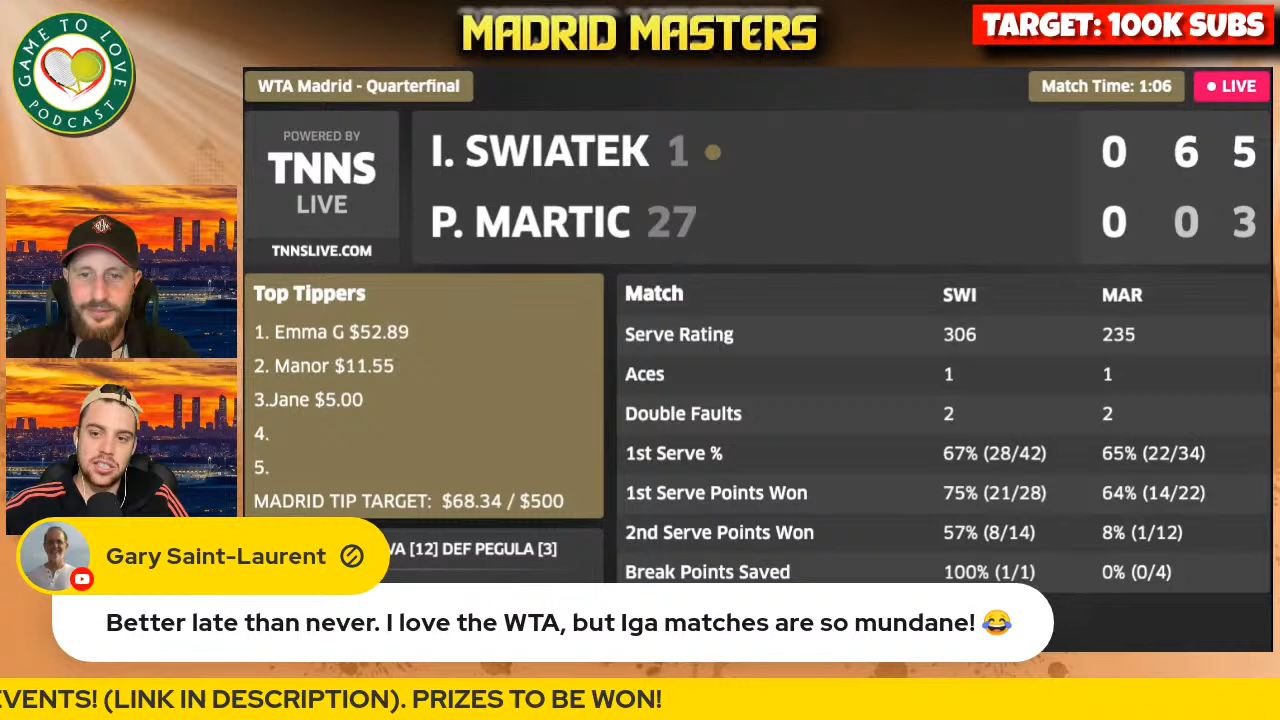 GAME TO LOVE
PODCAST
MADRID MASTERS
TARGET: 100K SUBS
WTA Madrid - Quarterfinal
Match Time: 1:06
LIVE
POWERED BY
TNNS
LIVE
TNNSLIVE.COM
I. SWIATEK 1 0 6 5
P. MARTIC 27 0 0 3
Top Tippers
1. Emma G $52.89
2. Manor $11.55
3.Jane $5.00
4.
5.
MADRID TIP TARGET: $68.34 / $500
VA [12] DEF PEGULA [3]
Match SWI MAR
Serve Rating 306 235
Aces 1 1
Double Faults 2 2
1st Serve % 67% (28/42) 65% (22/34)
1st Serve Points Won 75% (21/28) 64% (14/22)
2nd Serve Points Won 57% (8/14) 8% (1/12)
Break Points Saved 100% (1/1) 0% (0/4)
Gary Saint-Laurent
Better late than never. I love the WTA, but Iga matches are so mundane! 😂
EVENTS! (LINK IN DESCRIPTION). PRIZES TO BE WON!